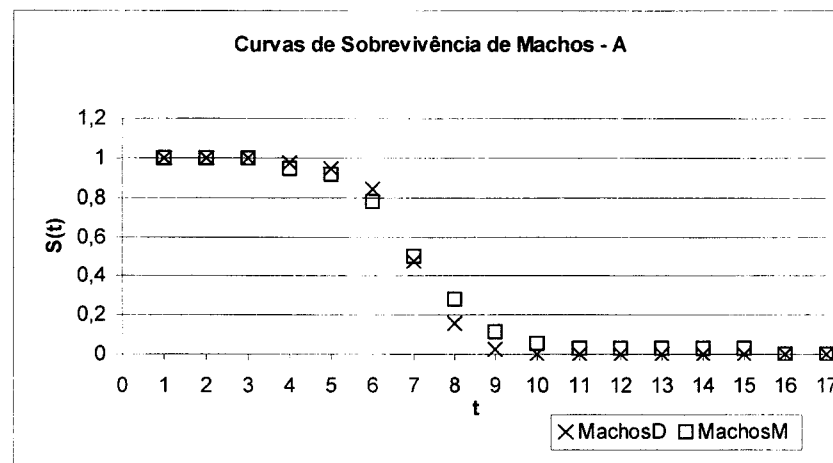 Curvas de Sobrevivência de Machos - A
1,2
1
0,8
0,6
0,4
0,2
0
S(t)
0 1 2 3 4 5 6 7 8 9 10 11 12 13 14 15 16 17
t
MachosD MachosM